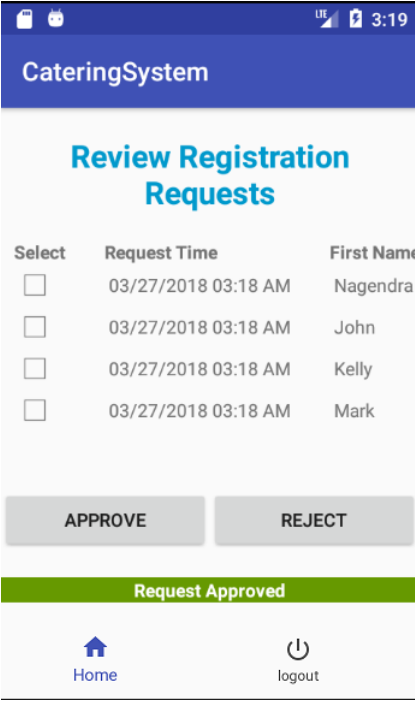 LTE 3:19
CateringSystem
Review Registration
Requests
Select Request Time First Name
03/27/2018 03:18 AM Nagendra
03/27/2018 03:18 AM John
03/27/2018 03:18 AM Kelly
03/27/2018 03:18 AM Mark
APPROVE REJECT
Request Approved
Home logout